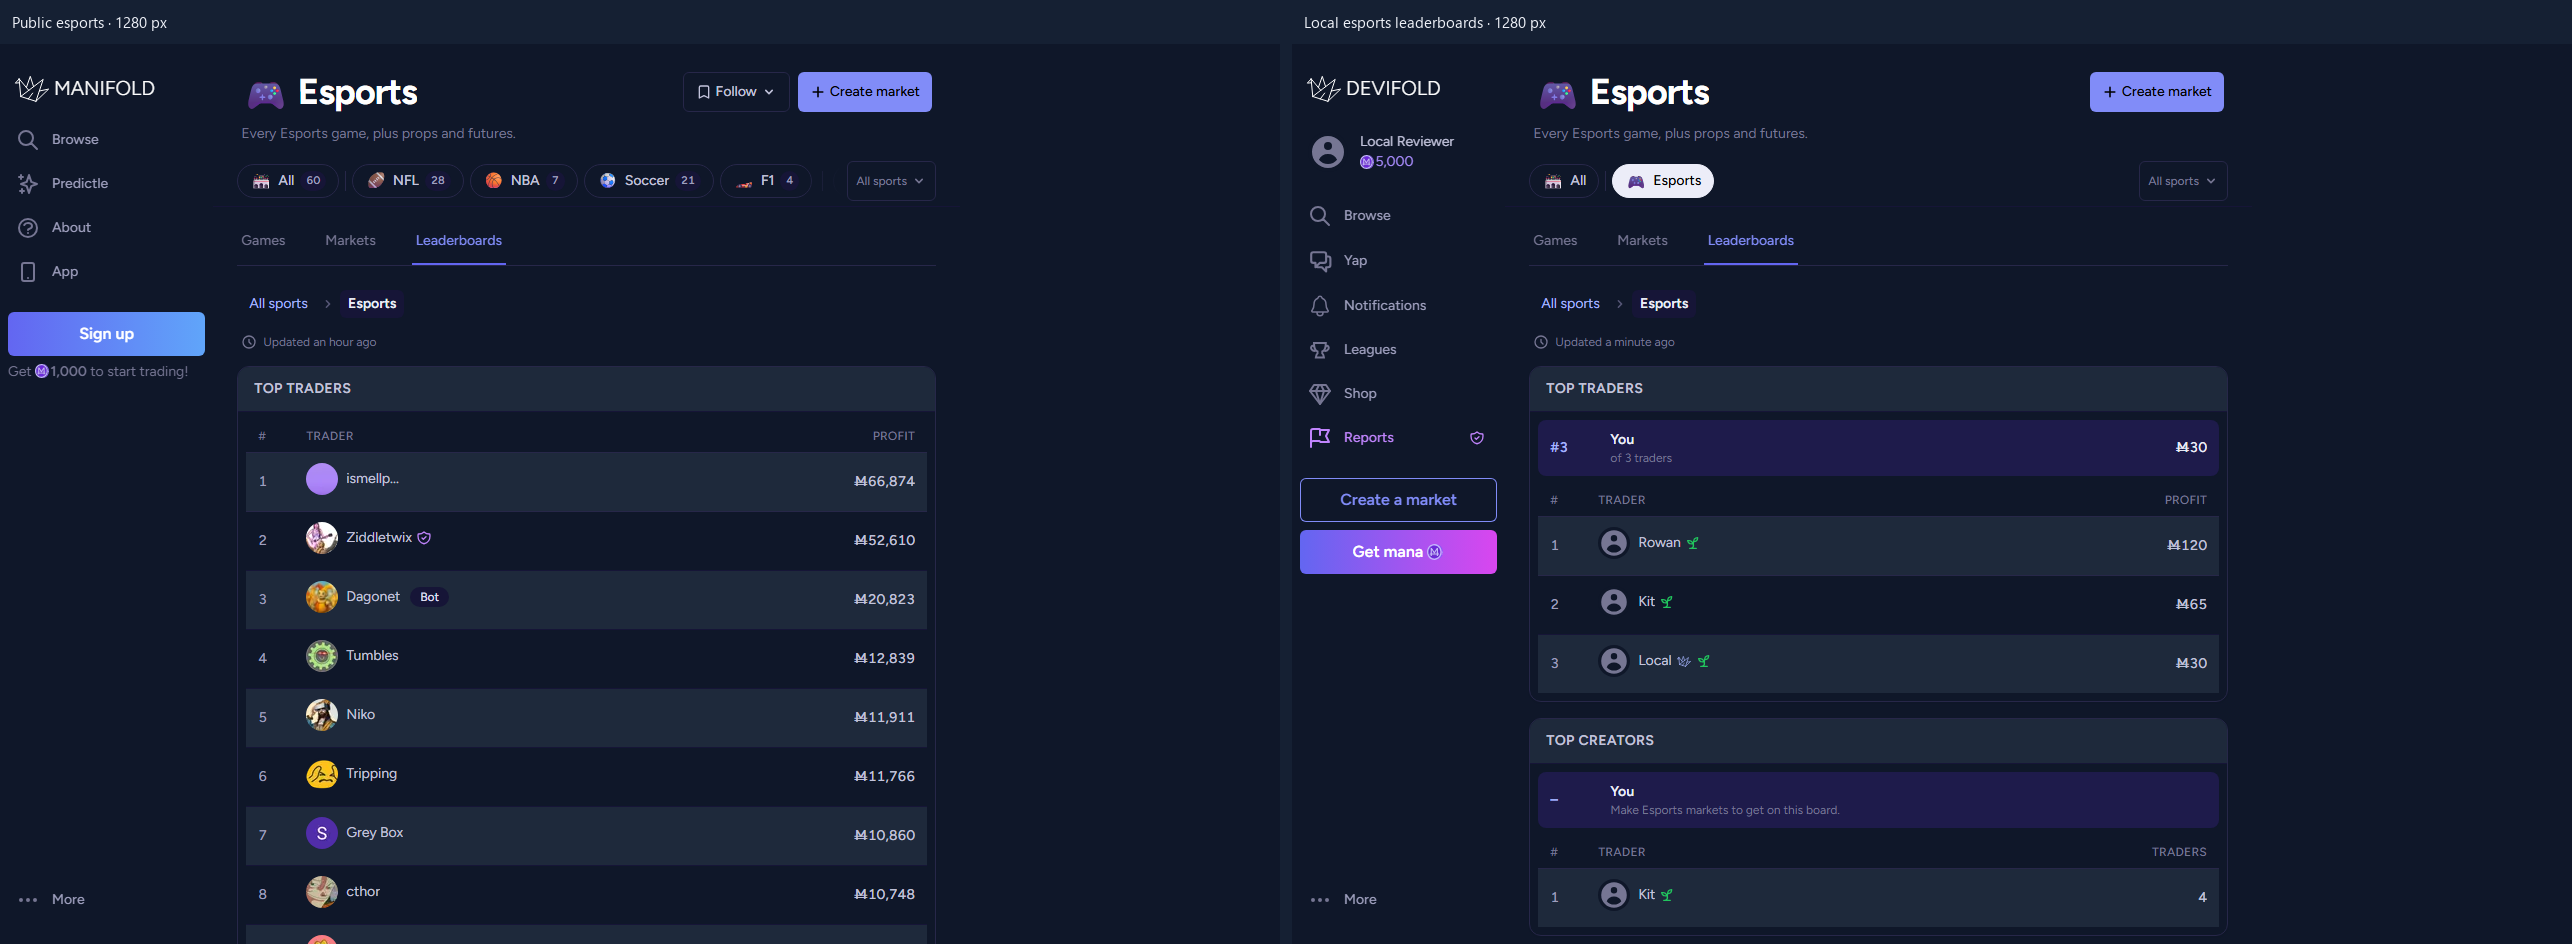 Public esports · 1280 px
MANIFOLD
Browse
Predictle
About
App
Sign up
Get M1,000 to start trading!
More
Esports
Follow
+ Create market
Every Esports game, plus props and futures.
All 60
NFL 28
NBA 7
Soccer 21
F1 4
All sports
Games Markets Leaderboards
All sports > Esports
Updated an hour ago
TOP TRADERS
# TRADER PROFIT
1 ismellp... M66,874
2 Ziddletwix M52,610
3 Dagonet Bot M20,823
4 Tumbles M12,839
5 Niko M11,911
6 Tripping M11,766
7 S Grey Box M10,860
8 cthor M10,748
Local esports leaderboards · 1280 px
DEVIFOLD
Local Reviewer
M5,000
Browse
Yap
Notifications
Leagues
Shop
Reports
Create a market
Get mana M
More
Esports
+ Create market
Every Esports game, plus props and futures.
All
Esports
All sports
Games Markets Leaderboards
All sports > Esports
Updated a minute ago
TOP TRADERS
#3 You M30
of 3 traders
# TRADER PROFIT
1 Rowan M120
2 Kit M65
3 Local M30
TOP CREATORS
– You
Make Esports markets to get on this board.
# TRADER TRADERS
1 Kit 4